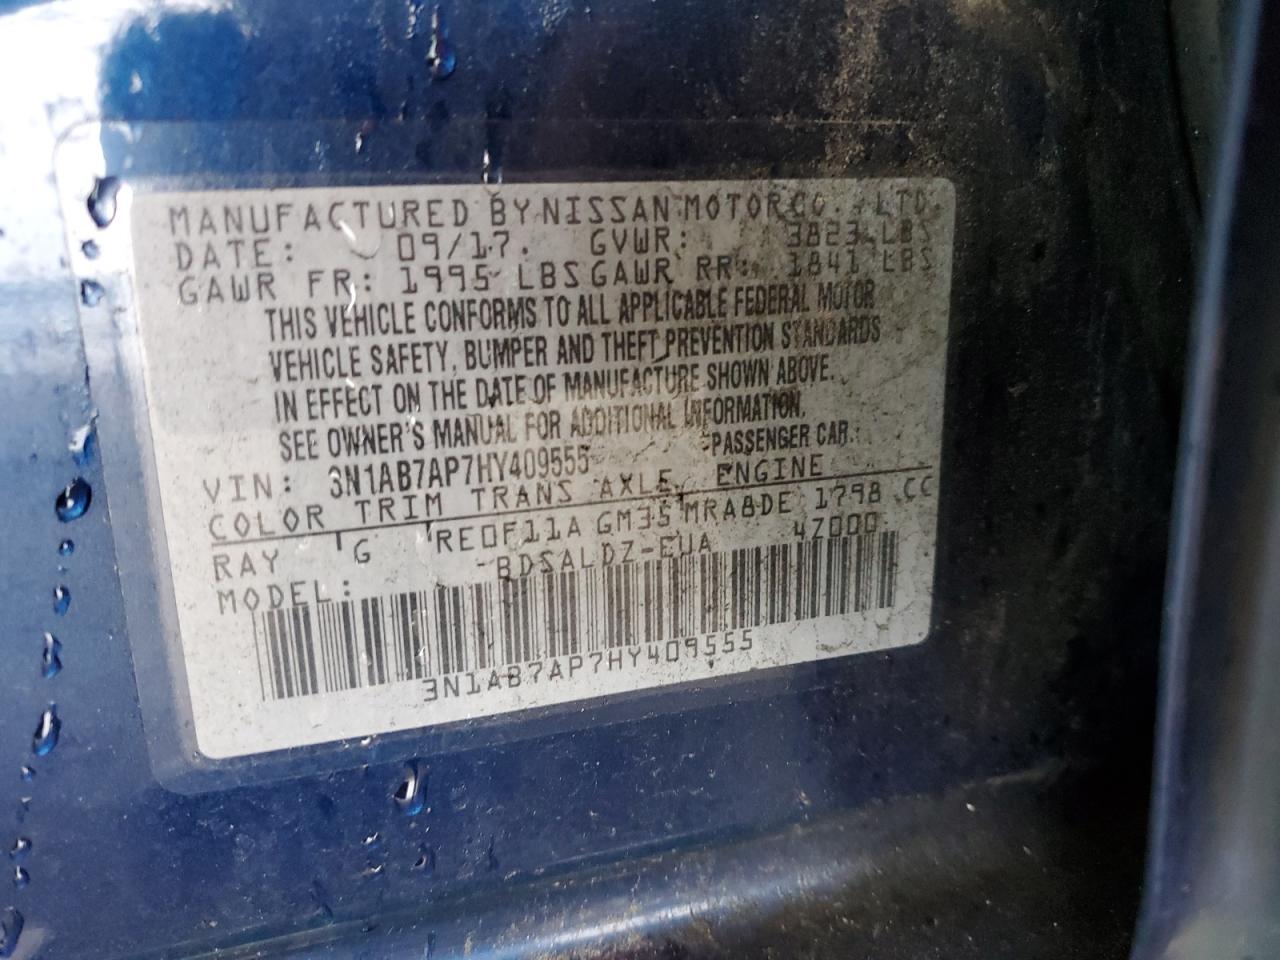 MANUFACTURED BY NISSAN MOTOR CO., LTD.
DATE: 09/17. GVWR: 3823 LBS
GAWR FR: 1995 LBS GAWR RR: 1841 LBS
THIS VEHICLE CONFORMS TO ALL APPLICABLE FEDERAL MOTOR
VEHICLE SAFETY, BUMPER AND THEFT PREVENTION STANDARDS
IN EFFECT ON THE DATE OF MANUFACTURE SHOWN ABOVE.
SEE OWNER'S MANUAL FOR ADDITIONAL INFORMATION.
VIN: 3N1AB7AP7HY409555 PASSENGER CAR.
COLOR TRIM TRANS AXLE ENGINE
RAY G RE0F11A GM35 MRA8DE 1798 CC
MODEL: BDSALDZ-EUA 4Z000
3N1AB7AP7HY409555